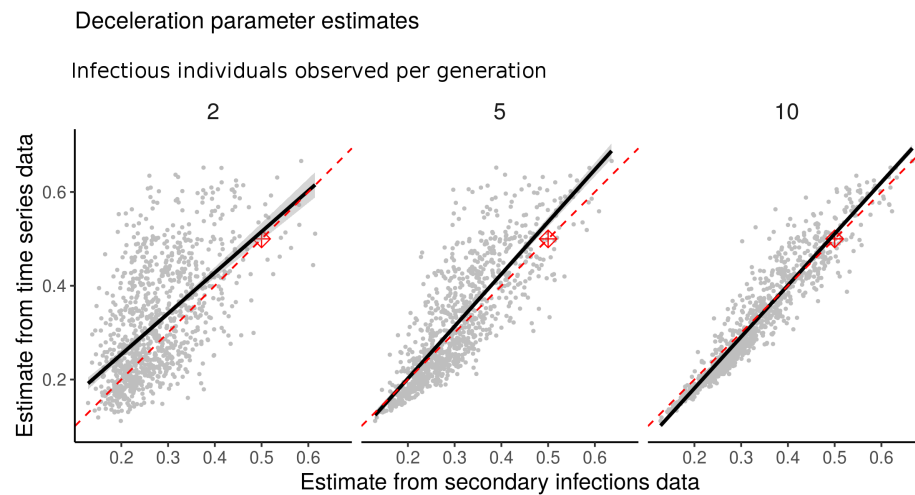 Deceleration parameter estimates
Infectious individuals observed per generation
2 5 10
Estimate from time series data
0.6
0.4
0.2
0.2 0.3 0.4 0.5 0.6 0.2 0.3 0.4 0.5 0.6 0.2 0.3 0.4 0.5 0.6
Estimate from secondary infections data